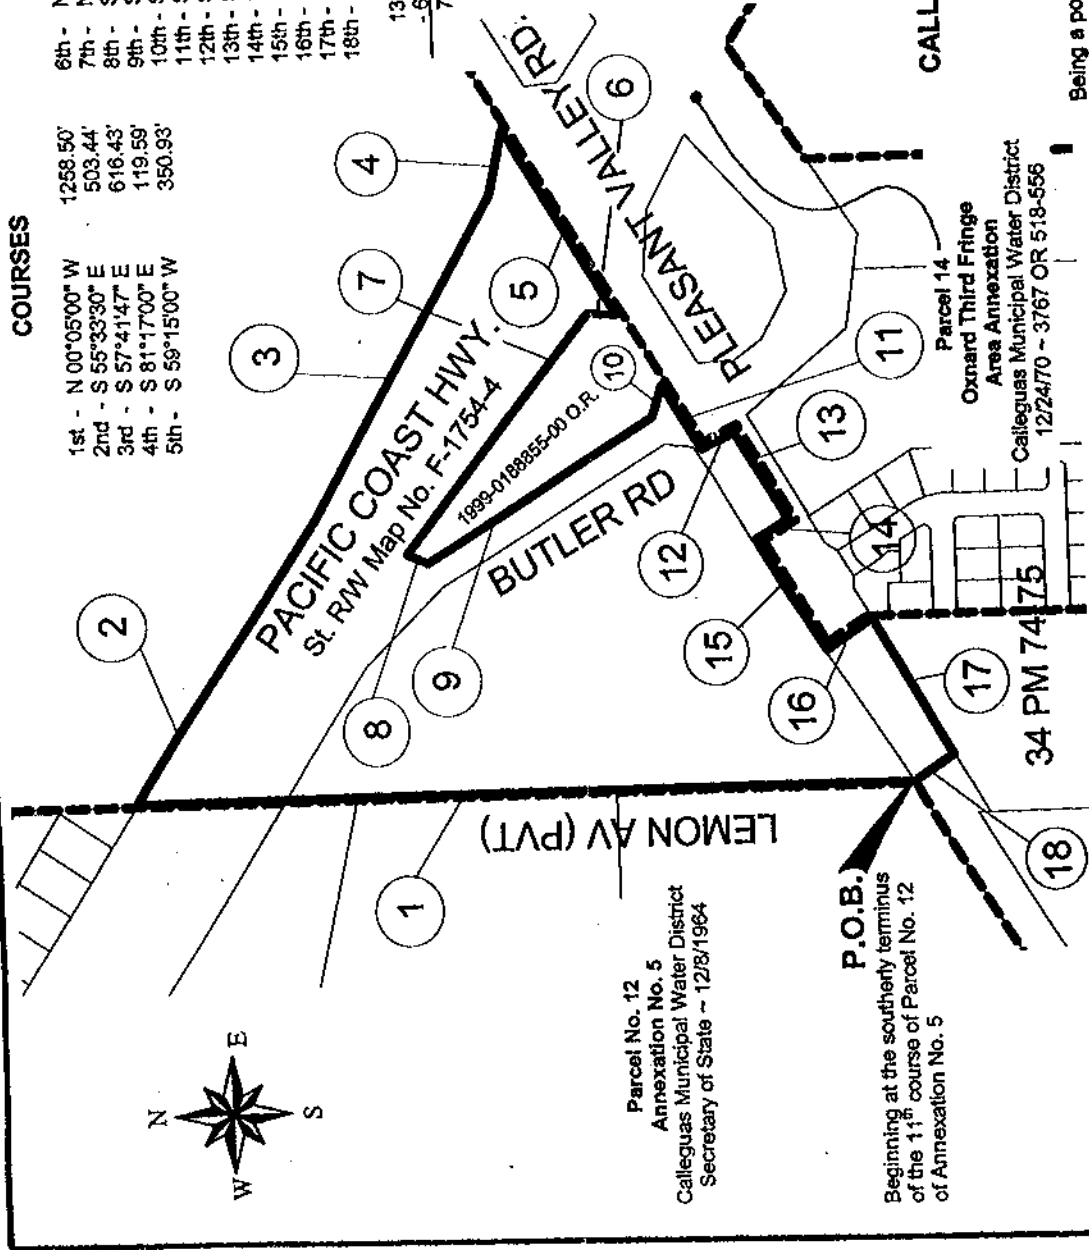 COURSES
1st - N 00°05'00" W 1258.50'
2nd - S 55°33'30" E 503.44'
3rd - S 57°41'47" E 616.43'
4th - S 81°17'00" E 119.59'
5th - S 59°15'00" W 350.93'
6th - N
7th - N
8th - S
9th - S
10th - S
11th - S
12th - S
13th -
14th -
15th -
16th -
17th -
18th -
2
3
4
7
5
6
PACIFIC COAST HWY.
St. R/W Map No. F-1754-4
1999-0188855-00 O.R.
10
BUTLER RD
PLEASANT VALLEY RD.
8
9
12
11
13
14
15
16
17
18
1
LEMON AV (PVT)
N
W E
S
Parcel No. 12
Annexation No. 5
Calleguas Municipal Water District
Secretary of State ~ 12/8/1964
P.O.B.
Beginning at the southerly terminus
of the 11th course of Parcel No. 12
of Annexation No. 5
34 PM 74 75
Parcel 14
Oxnard Third Fringe
Area Annexation
Calleguas Municipal Water District
12/24/70 ~ 3767 OR 518-556
CALL
Being a po